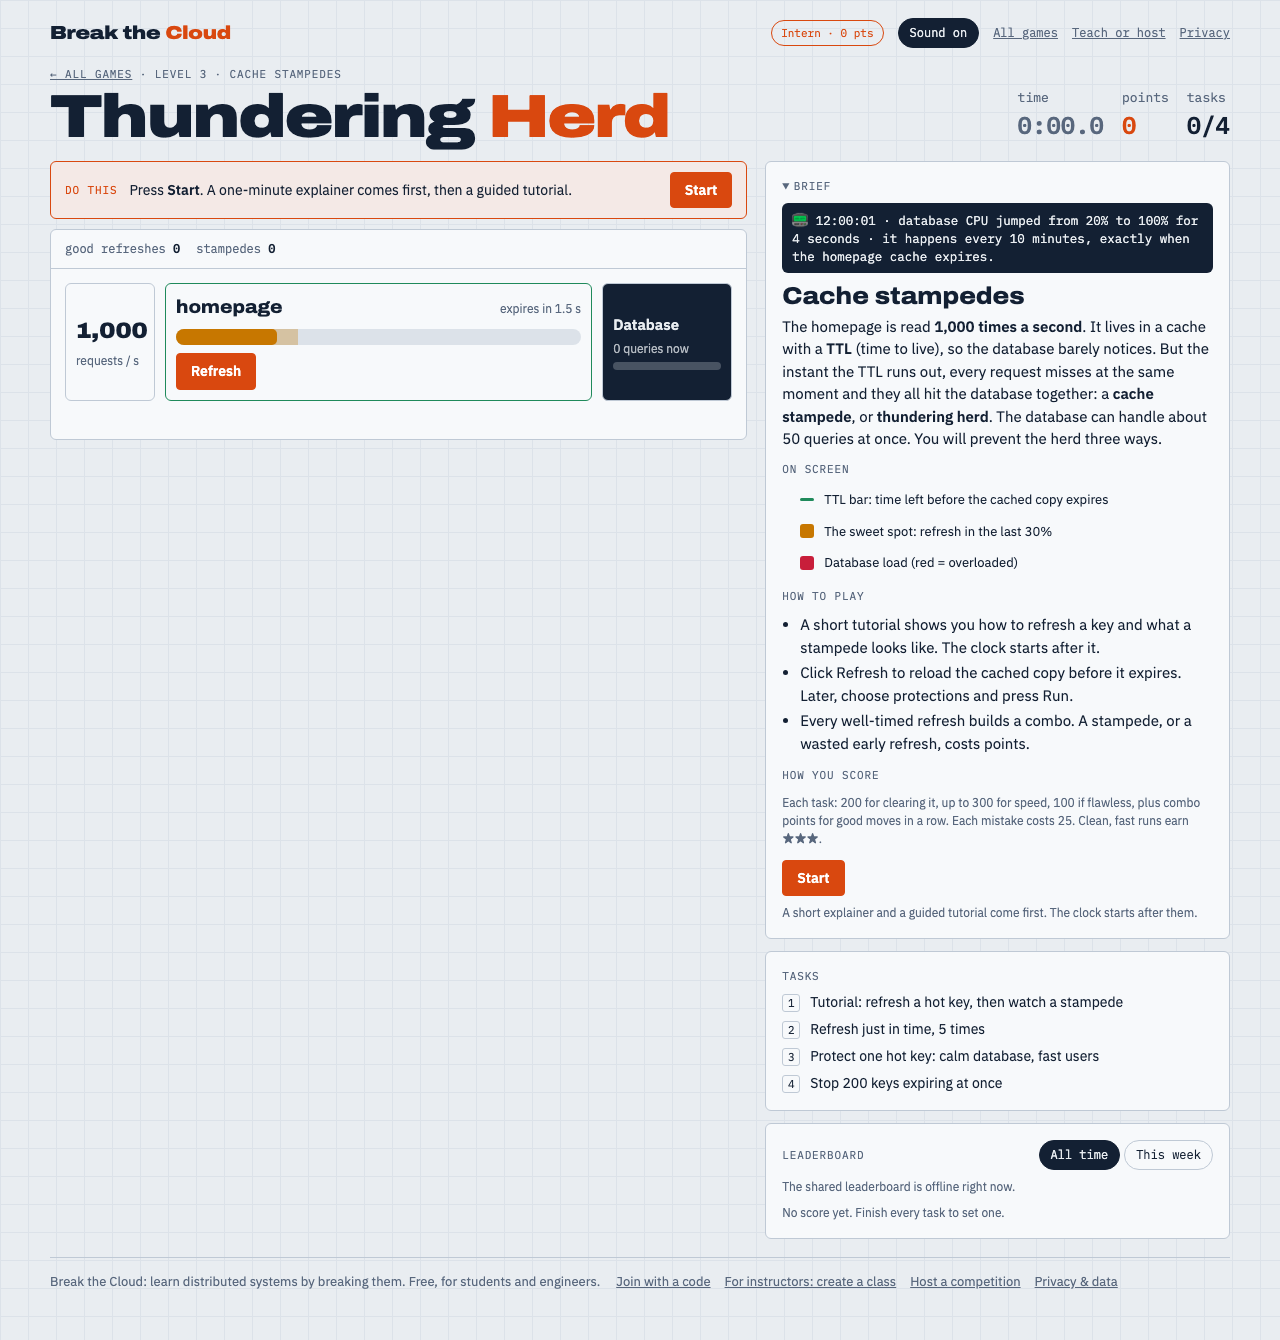 Break the Cloud
Intern · 0 pts
Sound on
All games
Teach or host
Privacy
← ALL GAMES · LEVEL 3 · CACHE STAMPEDES
Thundering Herd
time
0:00.0
points
0
tasks
0/4
DO THIS
Press Start. A one-minute explainer comes first, then a guided tutorial.
Start
good refreshes 0
stampedes 0
1,000
requests / s
homepage
expires in 1.5 s
Refresh
Database
0 queries now
▼ BRIEF
12:00:01 · database CPU jumped from 20% to 100% for
4 seconds · it happens every 10 minutes, exactly when
the homepage cache expires.
Cache stampedes
The homepage is read 1,000 times a second. It lives in a cache
with a TTL (time to live), so the database barely notices. But the
instant the TTL runs out, every request misses at the same
moment and they all hit the database together: a cache
stampede, or thundering herd. The database can handle about
50 queries at once. You will prevent the herd three ways.
ON SCREEN
TTL bar: time left before the cached copy expires
The sweet spot: refresh in the last 30%
Database load (red = overloaded)
HOW TO PLAY
• A short tutorial shows you how to refresh a key and what a
stampede looks like. The clock starts after it.
• Click Refresh to reload the cached copy before it expires.
Later, choose protections and press Run.
• Every well-timed refresh builds a combo. A stampede, or a
wasted early refresh, costs points.
HOW YOU SCORE
Each task: 200 for clearing it, up to 300 for speed, 100 if flawless, plus combo
points for good moves in a row. Each mistake costs 25. Clean, fast runs earn
★★★.
Start
A short explainer and a guided tutorial come first. The clock starts after them.
TASKS
1 Tutorial: refresh a hot key, then watch a stampede
2 Refresh just in time, 5 times
3 Protect one hot key: calm database, fast users
4 Stop 200 keys expiring at once
LEADERBOARD
All time
This week
The shared leaderboard is offline right now.
No score yet. Finish every task to set one.
Break the Cloud: learn distributed systems by breaking them. Free, for students and engineers.
Join with a code
For instructors: create a class
Host a competition
Privacy & data